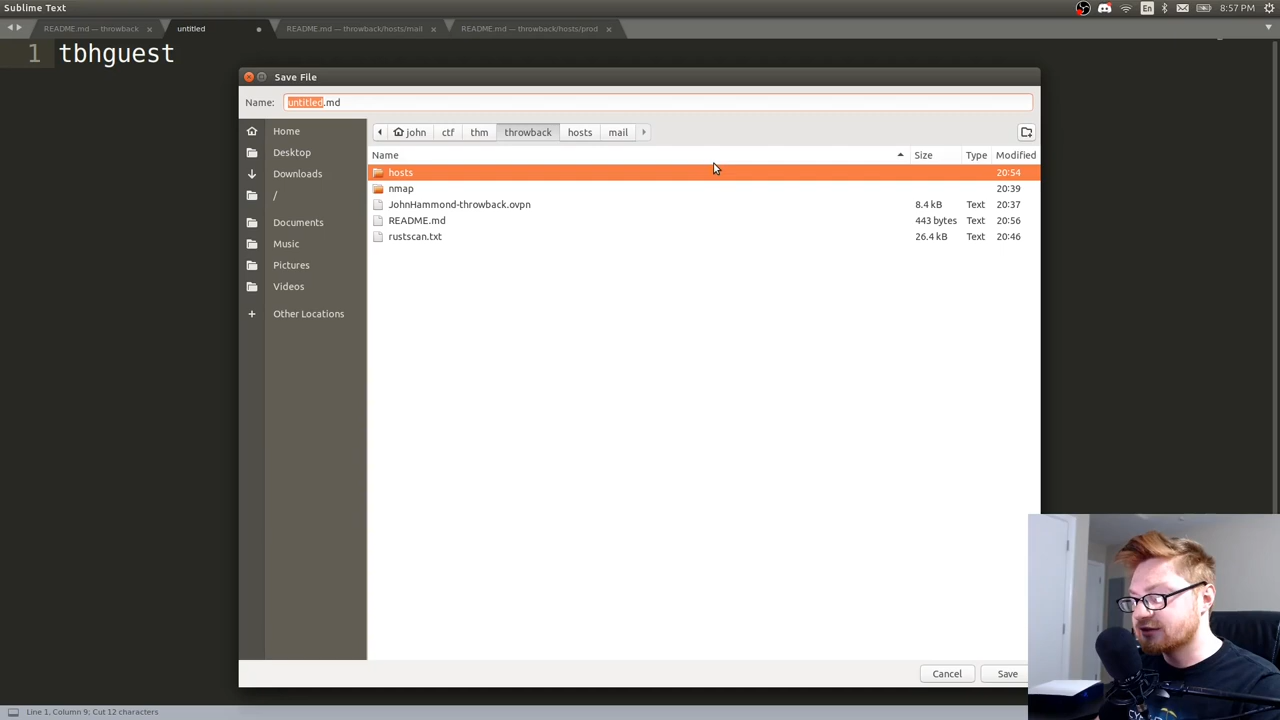 Sublime Text
En
8:57 PM
README.md — throwback ×
untitled
README.md — throwback/hosts/mail ×
README.md — throwback/hosts/prod ×
1 tbhguest
Save File
Name: untitled.md
john ctf thm throwback hosts mail
Name Size Type Modified
Home
Desktop
Downloads
/
Documents
Music
Pictures
Videos
Other Locations
hosts 20:54
nmap 20:39
JohnHammond-throwback.ovpn 8.4 kB Text 20:37
README.md 443 bytes Text 20:56
rustscan.txt 26.4 kB Text 20:46
Cancel Save
Line 1, Column 9; Cut 12 characters